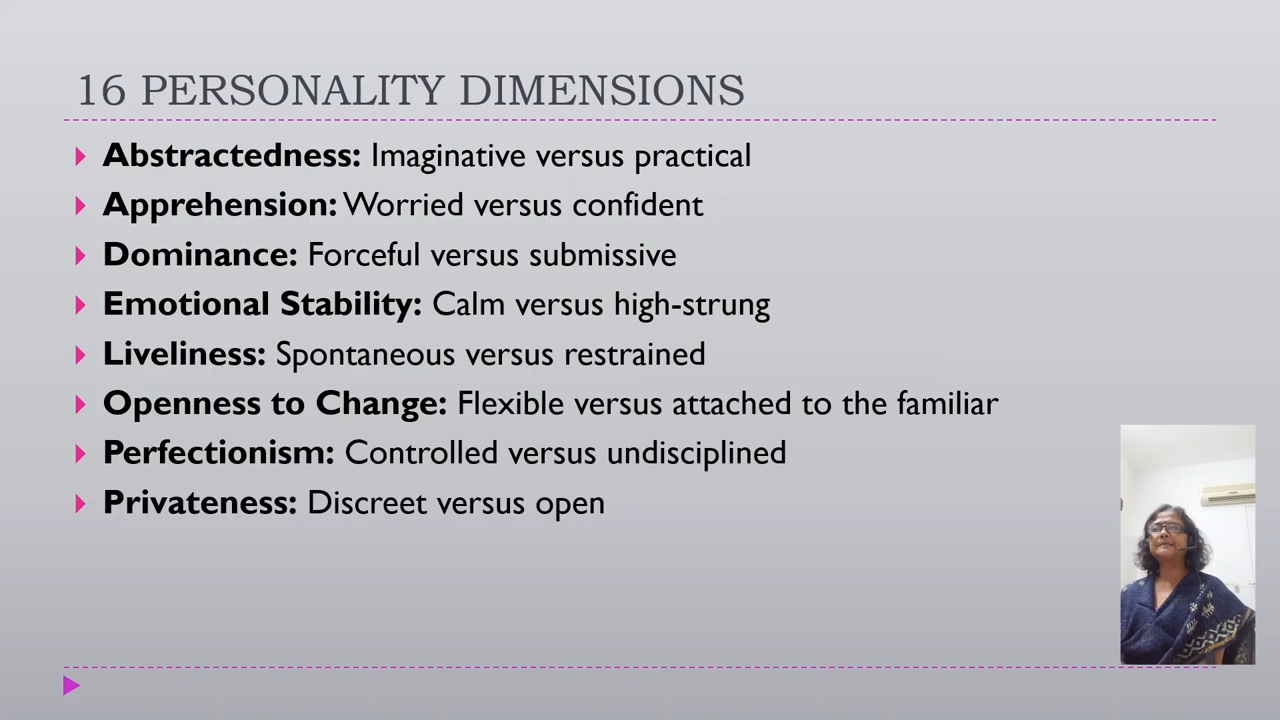 16 PERSONALITY DIMENSIONS
Abstractedness: Imaginative versus practical
Apprehension: Worried versus confident
Dominance: Forceful versus submissive
Emotional Stability: Calm versus high-strung
Liveliness: Spontaneous versus restrained
Openness to Change: Flexible versus attached to the familiar
Perfectionism: Controlled versus undisciplined
Privateness: Discreet versus open